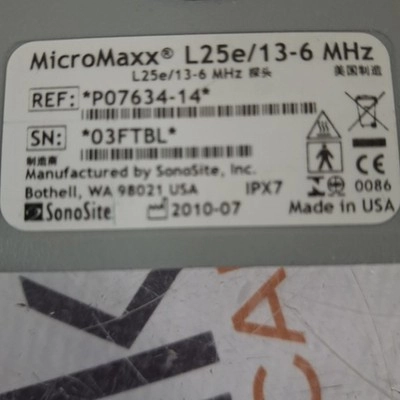 MicroMaxx® L25e/13-6 MHz
L25e/13-6 MHz 探头 美国制造
REF: *P07634-14*
SN: *03FTBL*
制造商
Manufactured by SonoSite, Inc.
Bothell, WA 98021 USA IPX7 0086
SonoSite 2010-07 Made in USA